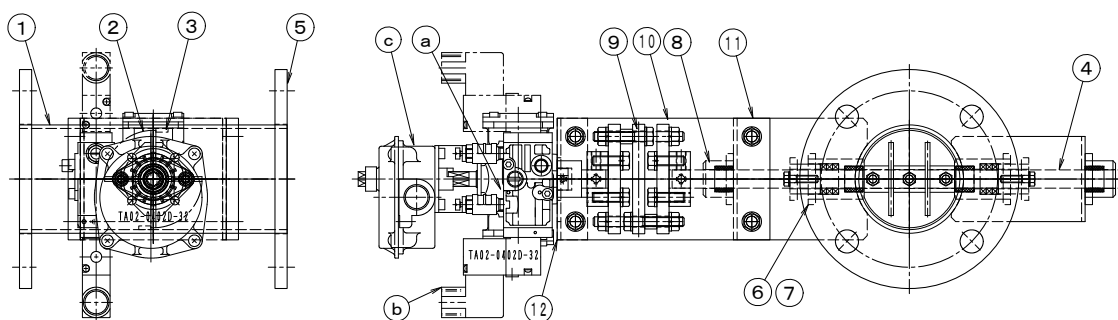 ① ② ③ ⑤ ⓒ ⓐ ⑨ ⑩ ⑧ ⑪ ④
TA02-0402D-32 TA02-0402D-32
ⓑ ⑫ ⑥ ⑦